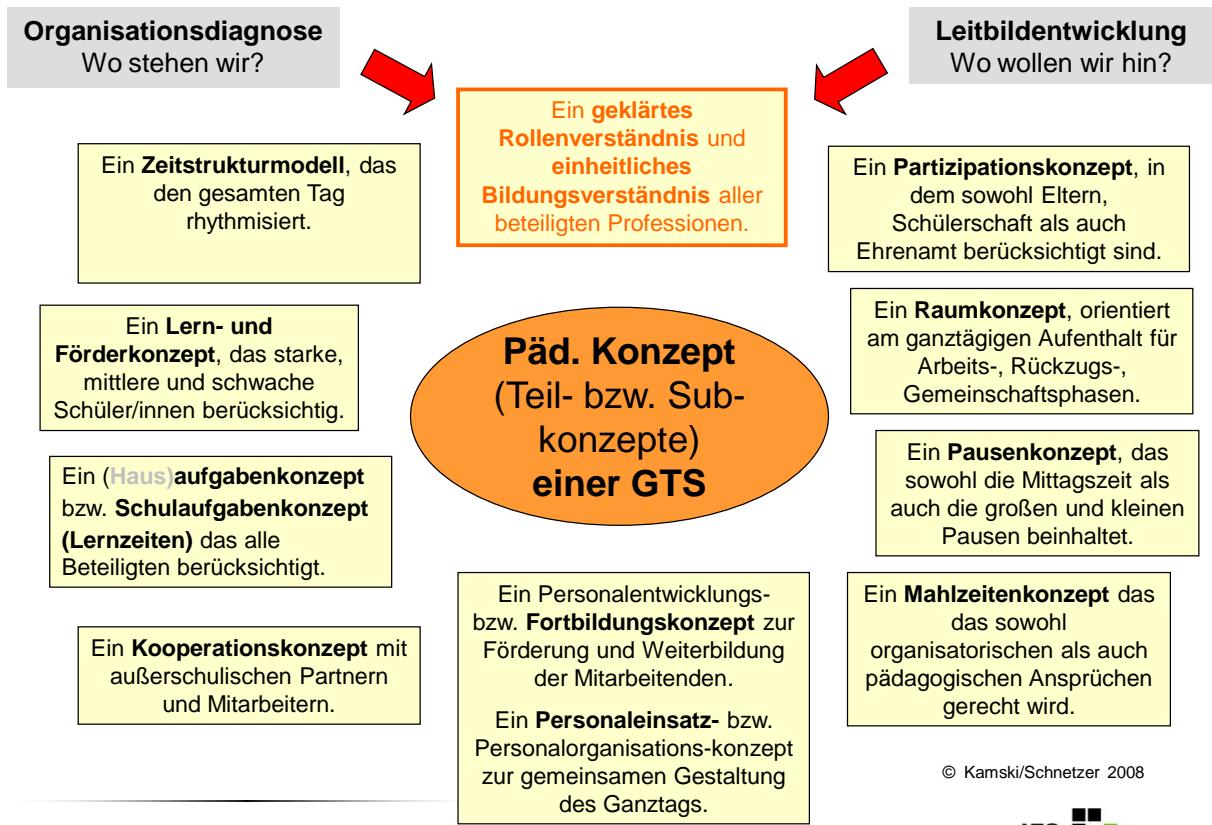 Organisationsdiagnose
Wo stehen wir?
Leitbildentwicklung
Wo wollen wir hin?
Ein geklärtes
Rollenverständnis und
einheitliches
Bildungsverständnis aller
beteiligten Professionen.
Ein Zeitstrukturmodell, das
den gesamten Tag
rhythmisiert.
Ein Partizipationskonzept, in
dem sowohl Eltern,
Schülerschaft als auch
Ehrenamt berücksichtigt sind.
Ein Lern- und
Förderkonzept, das starke,
mittlere und schwache
Schüler/innen berücksichtig.
Päd. Konzept
(Teil- bzw. Sub-
konzepte)
einer GTS
Ein Raumkonzept, orientiert
am ganztägigen Aufenthalt für
Arbeits-, Rückzugs-,
Gemeinschaftsphasen.
Ein (Haus)aufgabenkonzept
bzw. Schulaufgabenkonzept
(Lernzeiten) das alle
Beteiligten berücksichtigt.
Ein Pausenkonzept, das
sowohl die Mittagszeit als
auch die großen und kleinen
Pausen beinhaltet.
Ein Kooperationskonzept mit
außerschulischen Partnern
und Mitarbeitern.
Ein Personalentwicklungs-
bzw. Fortbildungskonzept zur
Förderung und Weiterbildung
der Mitarbeitenden.
Ein Personaleinsatz- bzw.
Personalorganisations-konzept
zur gemeinsamen Gestaltung
des Ganztags.
Ein Mahlzeitenkonzept das
das sowohl
organisatorischen als auch
pädagogischen Ansprüchen
gerecht wird.
© Kamski/Schnetzer 2008